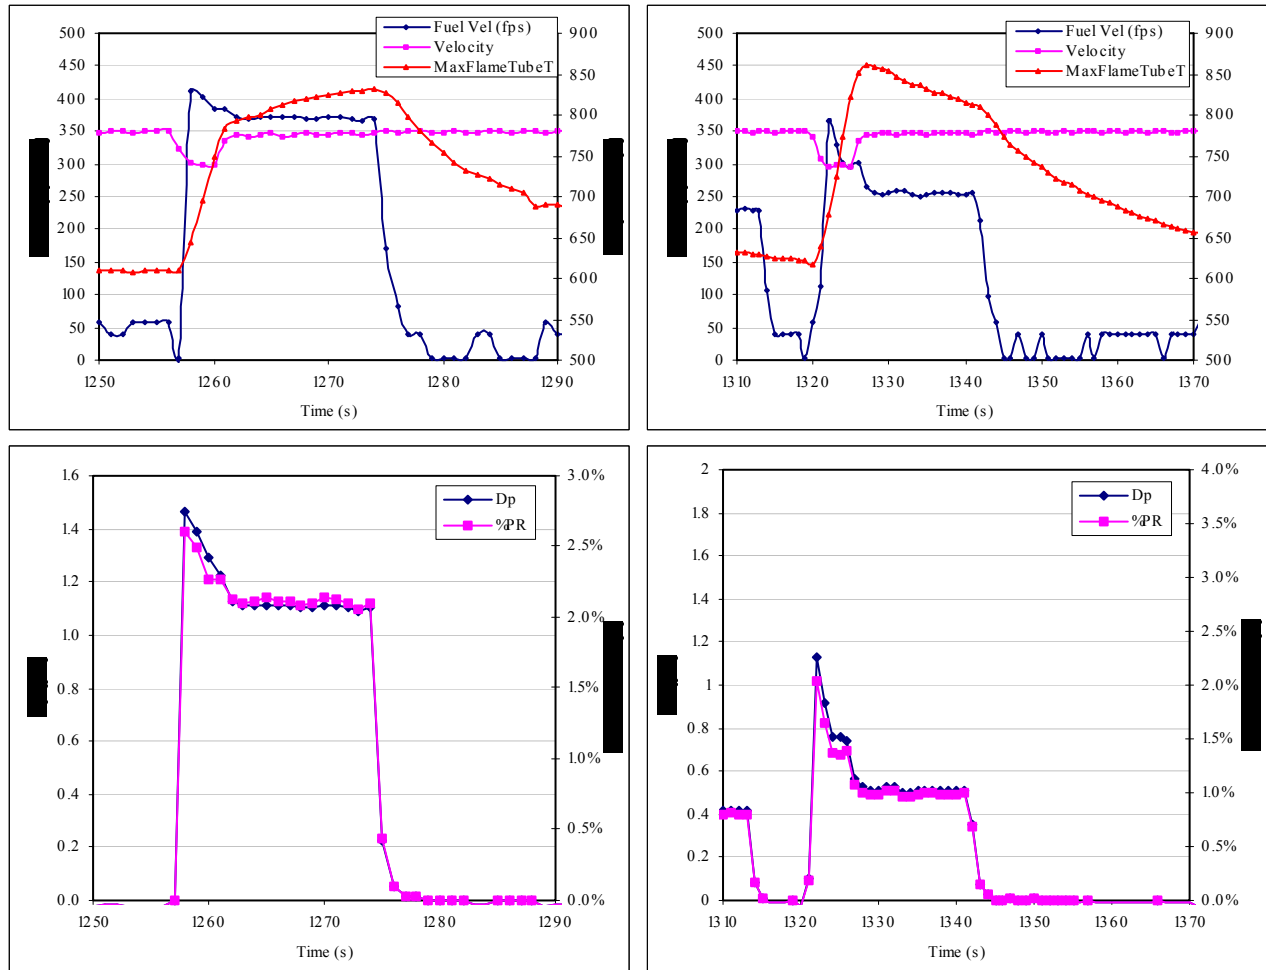 500 900 Fuel Vel (fps)
450 850 Velocity
400 800 MaxFlameTubeT
350 750
300 700
250 650
200 600
150 550
100 500
50
0
1250 1260 1270 1280 1290
Time (s)
500 900 Fuel Vel (fps)
450 850 Velocity
400 800 MaxFlameTubeT
350 750
300 700
250 650
200 600
150 550
100 500
50
0
1310 1320 1330 1340 1350 1360 1370
Time (s)
1.6 3.0%
1.4 2.5% Dp
1.2 2.0% %PR
1.0 1.5%
0.8 1.0%
0.6 0.5%
0.4 0.0%
0.2
0.0
1250 1260 1270 1280 1290
Time (s)
2 4.0%
1.8 3.5% Dp
1.6 3.0% %PR
1.4 2.5%
1.2 2.0%
1 1.5%
0.8 1.0%
0.6 0.5%
0.4 0.0%
0.2
0
1310 1320 1330 1340 1350 1360 1370
Time (s)